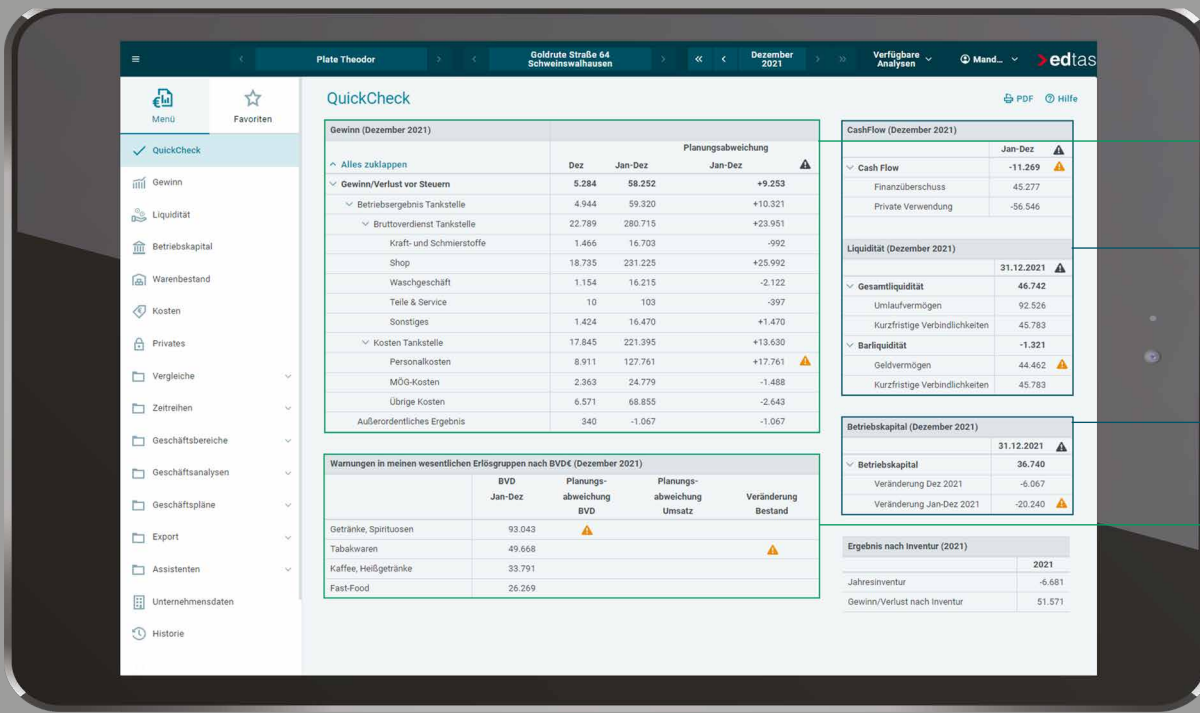 Plate Theodor
Goldrute Straße 64
Schweinswalhausen
Dezember
2021
Verfügbare
Analysen
Mand...
edtas
Menü
Favoriten
QuickCheck
Gewinn
Liquidität
Betriebskapital
Warenbestand
Kosten
Privates
Vergleiche
Zeitreihen
Geschäftsbereiche
Geschäftsanalysen
Geschäftspläne
Export
Assistenten
Unternehmensdaten
Historie
QuickCheck
PDF Hilfe
Gewinn (Dezember 2021)
Planungsabweichung
Alles zuklappen Dez Jan-Dez Jan-Dez
Gewinn/Verlust vor Steuern 5.284 58.252 +9.253
Betriebsergebnis Tankstelle 4.944 59.320 +10.321
Bruttoverdienst Tankstelle 22.789 280.715 +23.951
Kraft- und Schmierstoffe 1.466 16.703 -992
Shop 18.735 231.225 +25.992
Waschgeschäft 1.154 16.215 -2.122
Teile & Service 10 103 -397
Sonstiges 1.424 16.470 +1.470
Kosten Tankstelle 17.845 221.395 +13.630
Personalkosten 8.911 127.761 +17.761
MÖG-Kosten 2.363 24.779 -1.488
Übrige Kosten 6.571 68.855 -2.643
Außerordentliches Ergebnis 340 -1.067 -1.067
Warnungen in meinen wesentlichen Erlösgruppen nach BVD€ (Dezember 2021)
BVD Planungs- Planungs-
Jan-Dez abweichung abweichung Veränderung
BVD Umsatz Bestand
Getränke, Spirituosen 93.043
Tabakwaren 49.668
Kaffee, Heißgetränke 33.791
Fast-Food 26.269
CashFlow (Dezember 2021)
Jan-Dez
Cash Flow -11.269
Finanzüberschuss 45.277
Private Verwendung -56.546
Liquidität (Dezember 2021)
31.12.2021
Gesamtliquidität 46.742
Umlaufvermögen 92.526
Kurzfristige Verbindlichkeiten 45.783
Barliquidität -1.321
Geldvermögen 44.462
Kurzfristige Verbindlichkeiten 45.783
Betriebskapital (Dezember 2021)
31.12.2021
Betriebskapital 36.740
Veränderung Dez 2021 -6.067
Veränderung Jan-Dez 2021 -20.240
Ergebnis nach Inventur (2021)
2021
Jahresinventur -6.681
Gewinn/Verlust nach Inventur 51.571